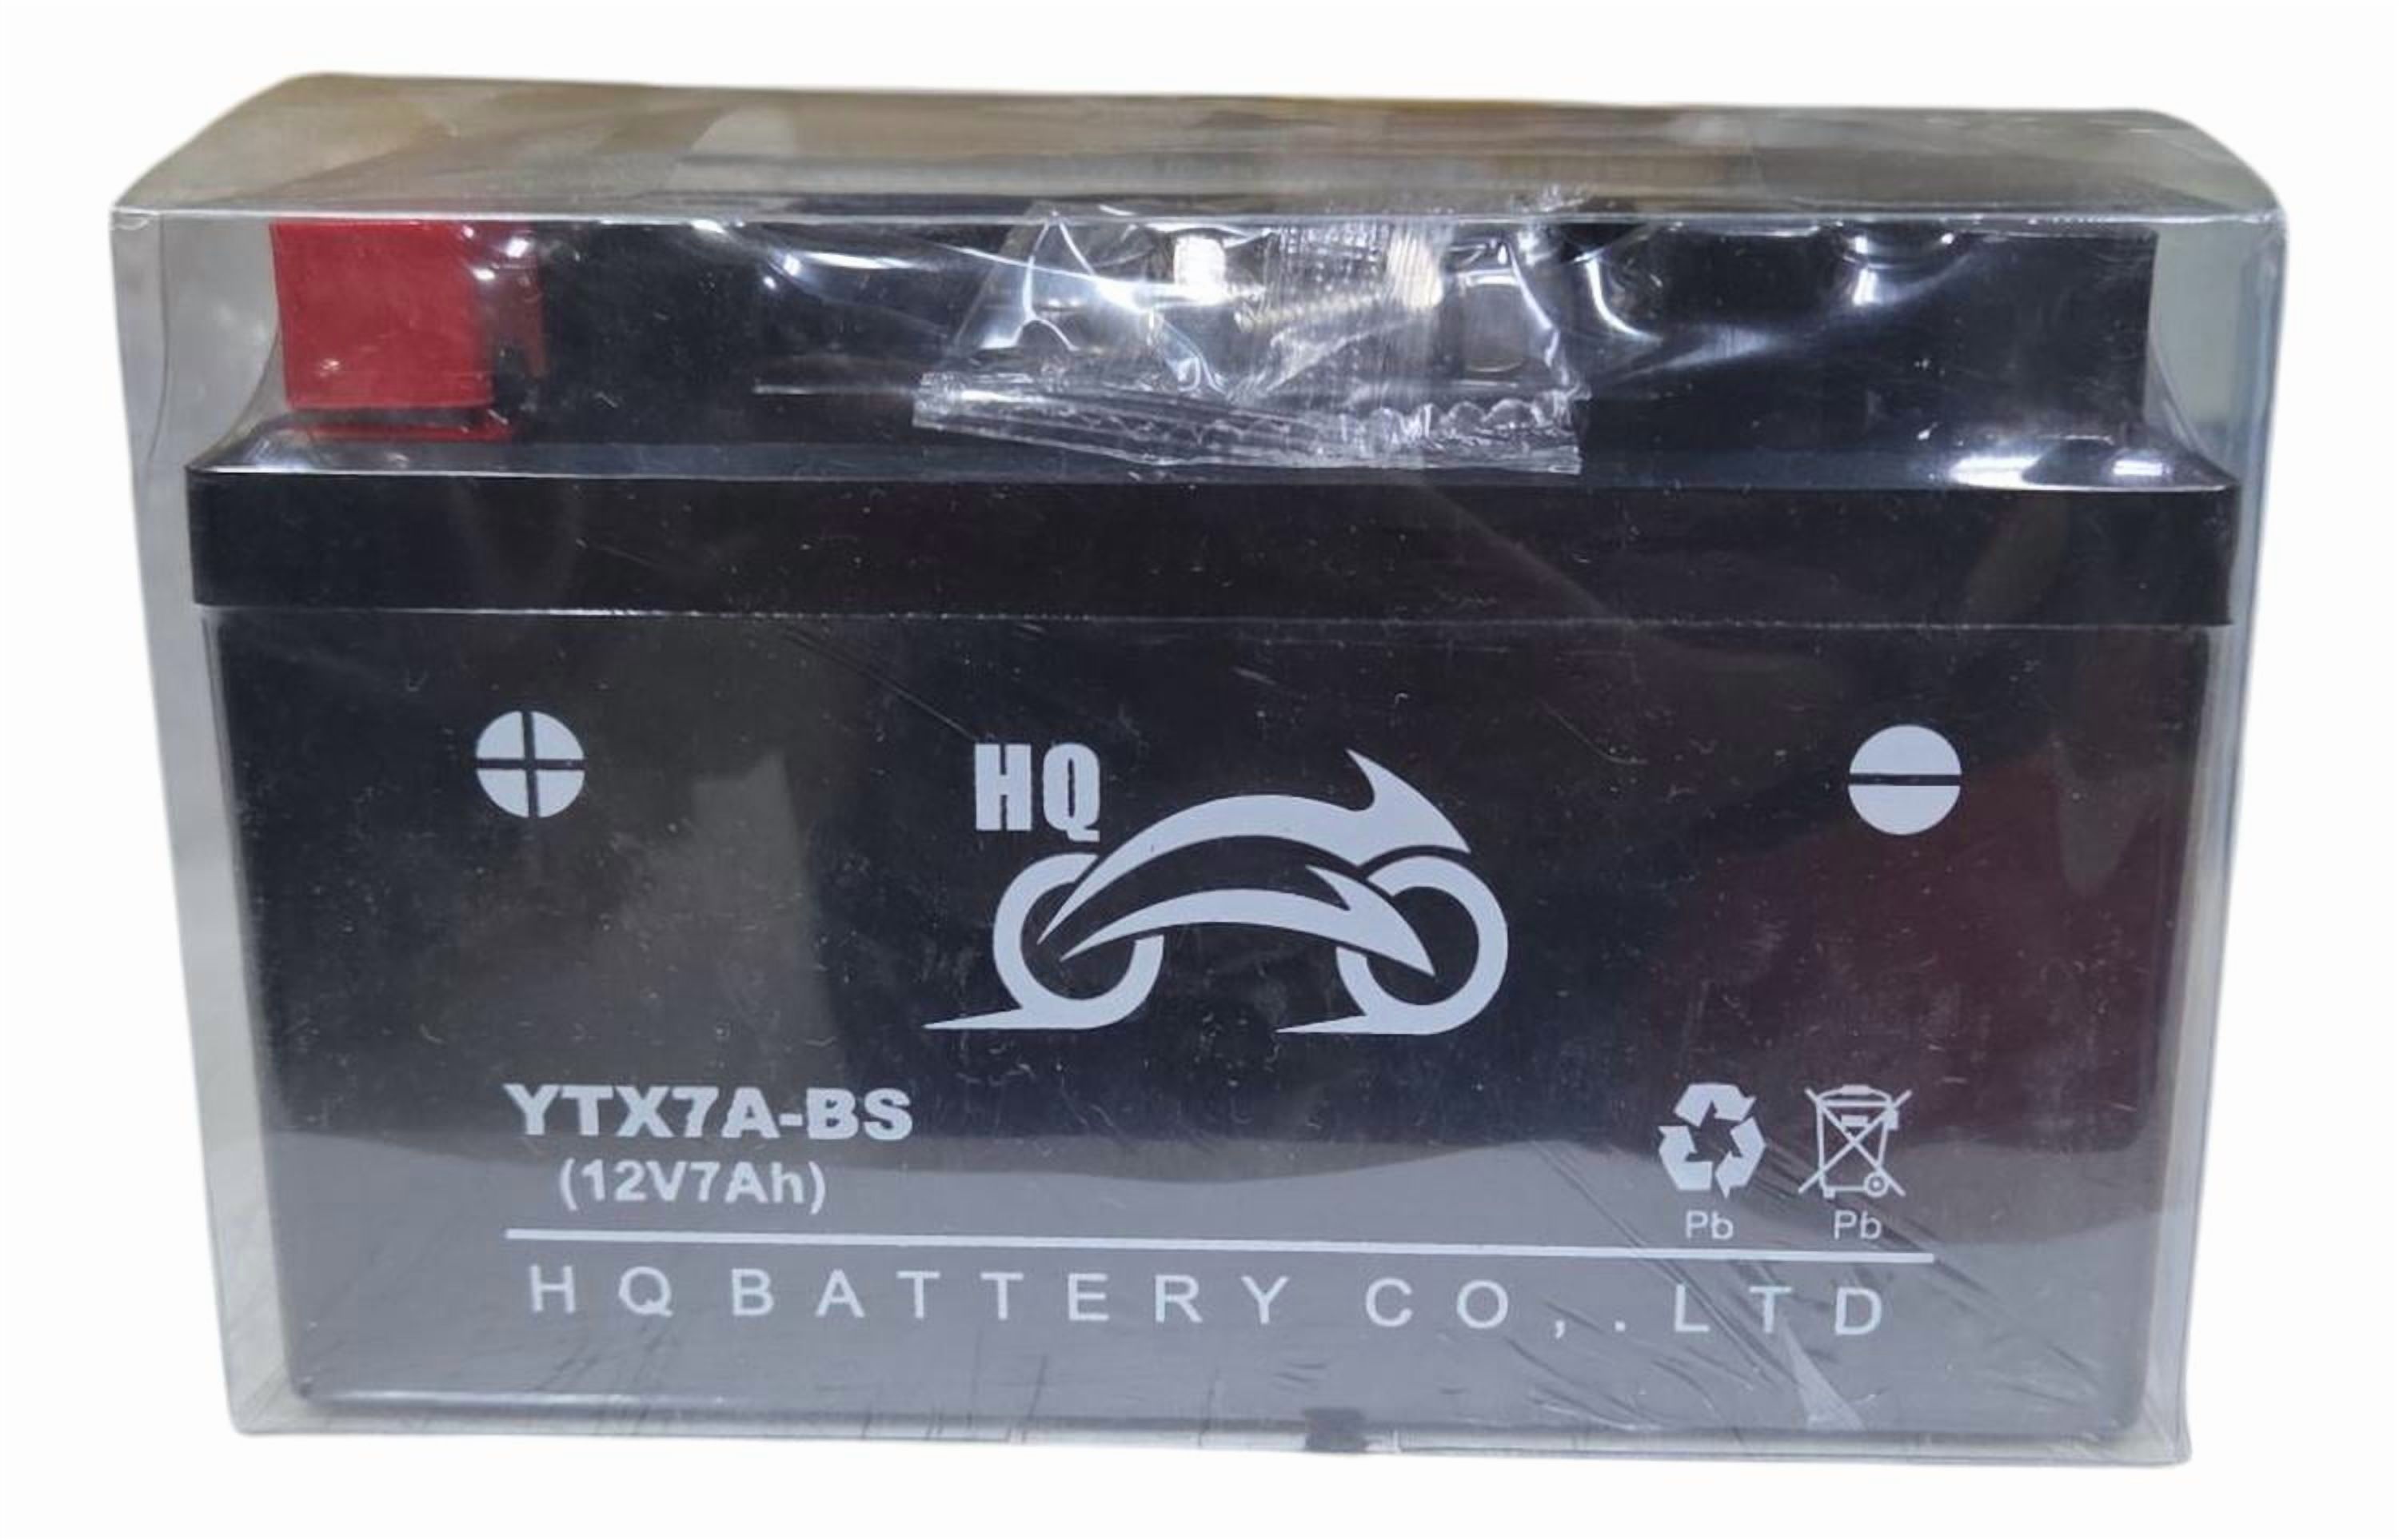 HQ
YTX7A-BS
(12V7Ah)
Pb Pb
HQ BATTERY CO,.LTD